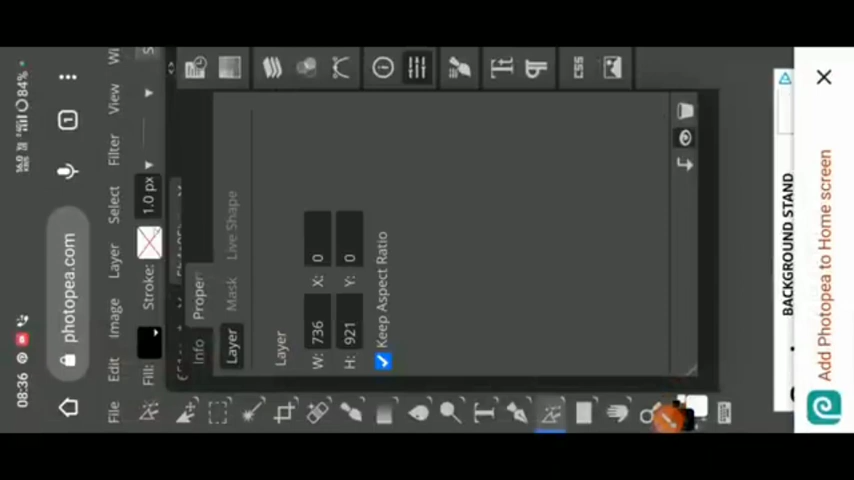 08:36
84%
photopea.com
1
File Edit Image Layer Select Filter View Wi
Fill: Stroke: 1.0 px
Info Proper
Layer Mask Live Shape
Layer
W: 736 X: 0
H: 921 Y: 0
Keep Aspect Ratio
CSS
BACKGROUND STAND
Add Photopea to Home screen